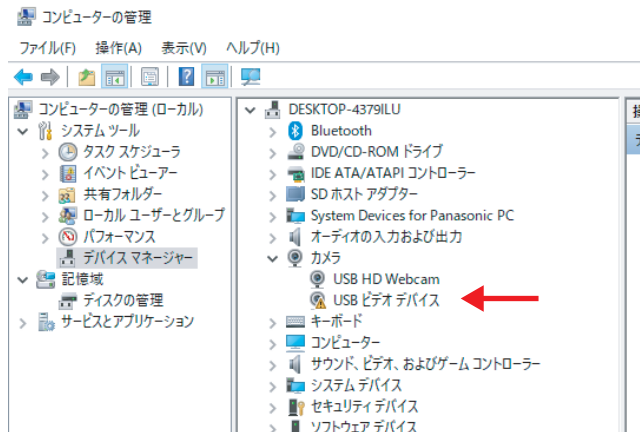 コンピューターの管理
ファイル(F) 操作(A) 表示(V) ヘルプ(H)
コンピューターの管理 (ローカル)
システム ツール
タスク スケジューラ
イベント ビューアー
共有フォルダー
ローカル ユーザーとグループ
パフォーマンス
デバイス マネージャー
記憶域
ディスクの管理
サービスとアプリケーション
DESKTOP-4379ILU
Bluetooth
DVD/CD-ROM ドライブ
IDE ATA/ATAPI コントローラー
SD ホスト アダプター
System Devices for Panasonic PC
オーディオの入力および出力
カメラ
USB HD Webcam
USB ビデオ デバイス
キーボード
コンピューター
サウンド、ビデオ、およびゲーム コントローラー
システム デバイス
セキュリティ デバイス
ソフトウェア デバイス